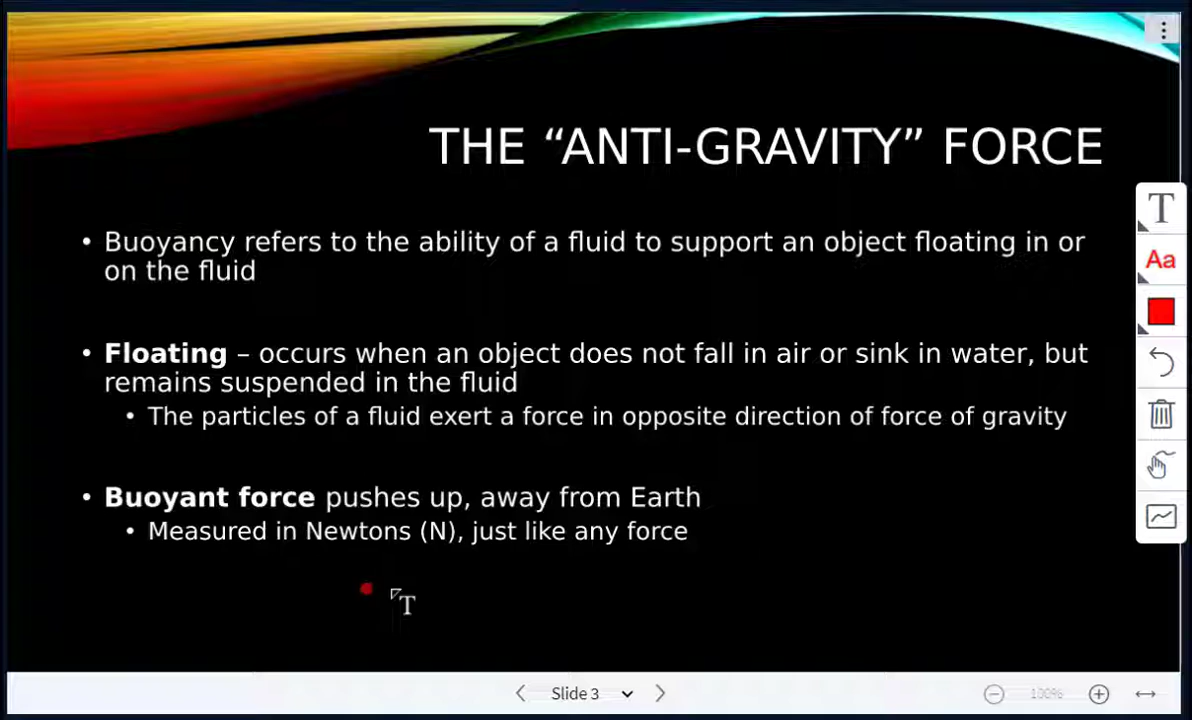 THE “ANTI-GRAVITY” FORCE
• Buoyancy refers to the ability of a fluid to support an object floating in or
on the fluid
• Floating – occurs when an object does not fall in air or sink in water, but
remains suspended in the fluid
• The particles of a fluid exert a force in opposite direction of force of gravity
• Buoyant force pushes up, away from Earth
• Measured in Newtons (N), just like any force
T
Aa
T
Slide 3
100%